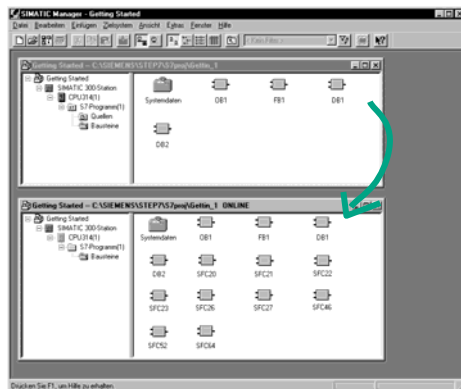 SIMATIC Manager - Getting Started
Datei Bearbeiten Einfügen Zielsystem Ansicht Extras Fenster Hilfe
< Kein Filter >
Getting Started -- C:\SIEMENS\STEP7\S7proj\Gettin_1
Getting Started
SIMATIC 300-Station
CPU314(1)
S7-Programm(1)
Quellen
Bausteine
Systemdaten OB1 FB1 DB1
DB2
Getting Started -- C:\SIEMENS\STEP7\S7proj\Gettin_1 ONLINE
Getting Started
SIMATIC 300-Station
CPU314(1)
S7-Programm(1)
Bausteine
Systemdaten OB1 FB1 DB1
DB2 SFC20 SFC21 SFC22
SFC23 SFC26 SFC27 SFC46
SFC52 SFC64
Drücken Sie F1, um Hilfe zu erhalten.